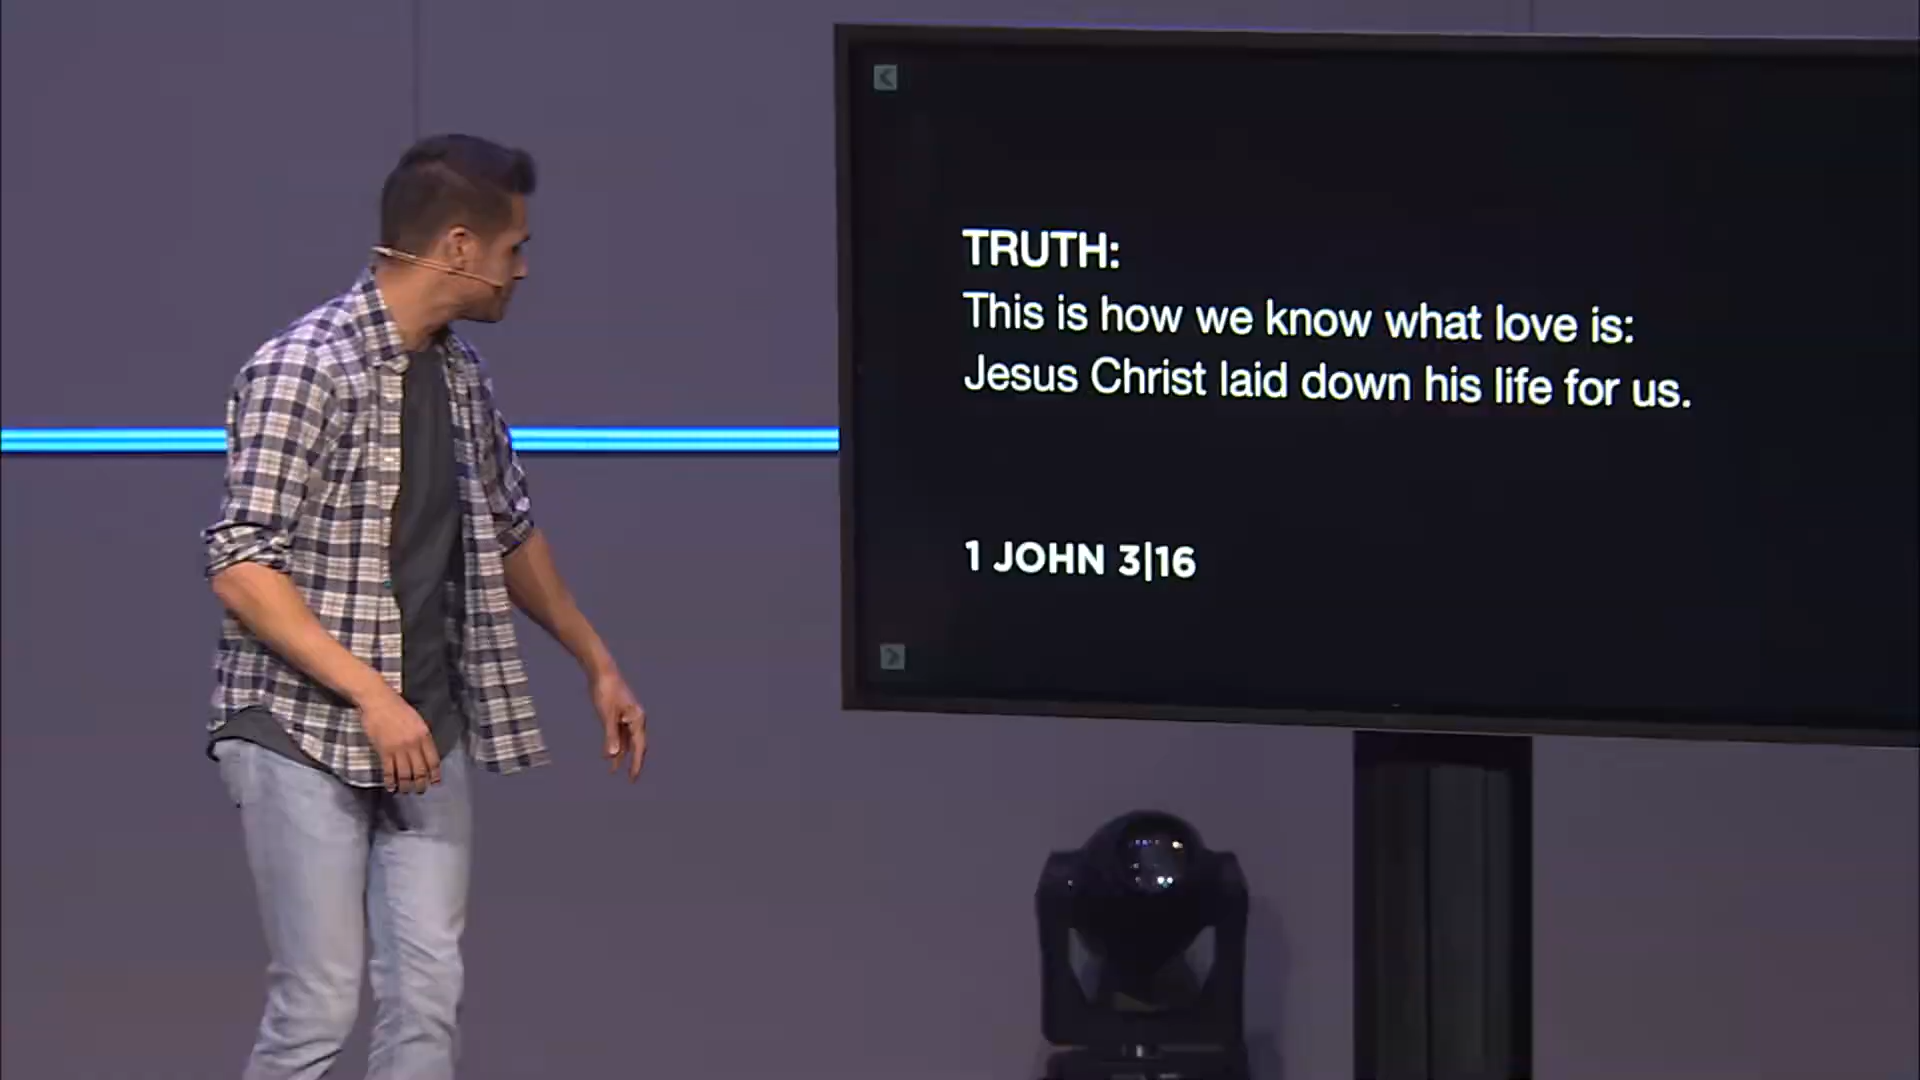 TRUTH:
This is how we know what love is:
Jesus Christ laid down his life for us.
1 JOHN 3|16